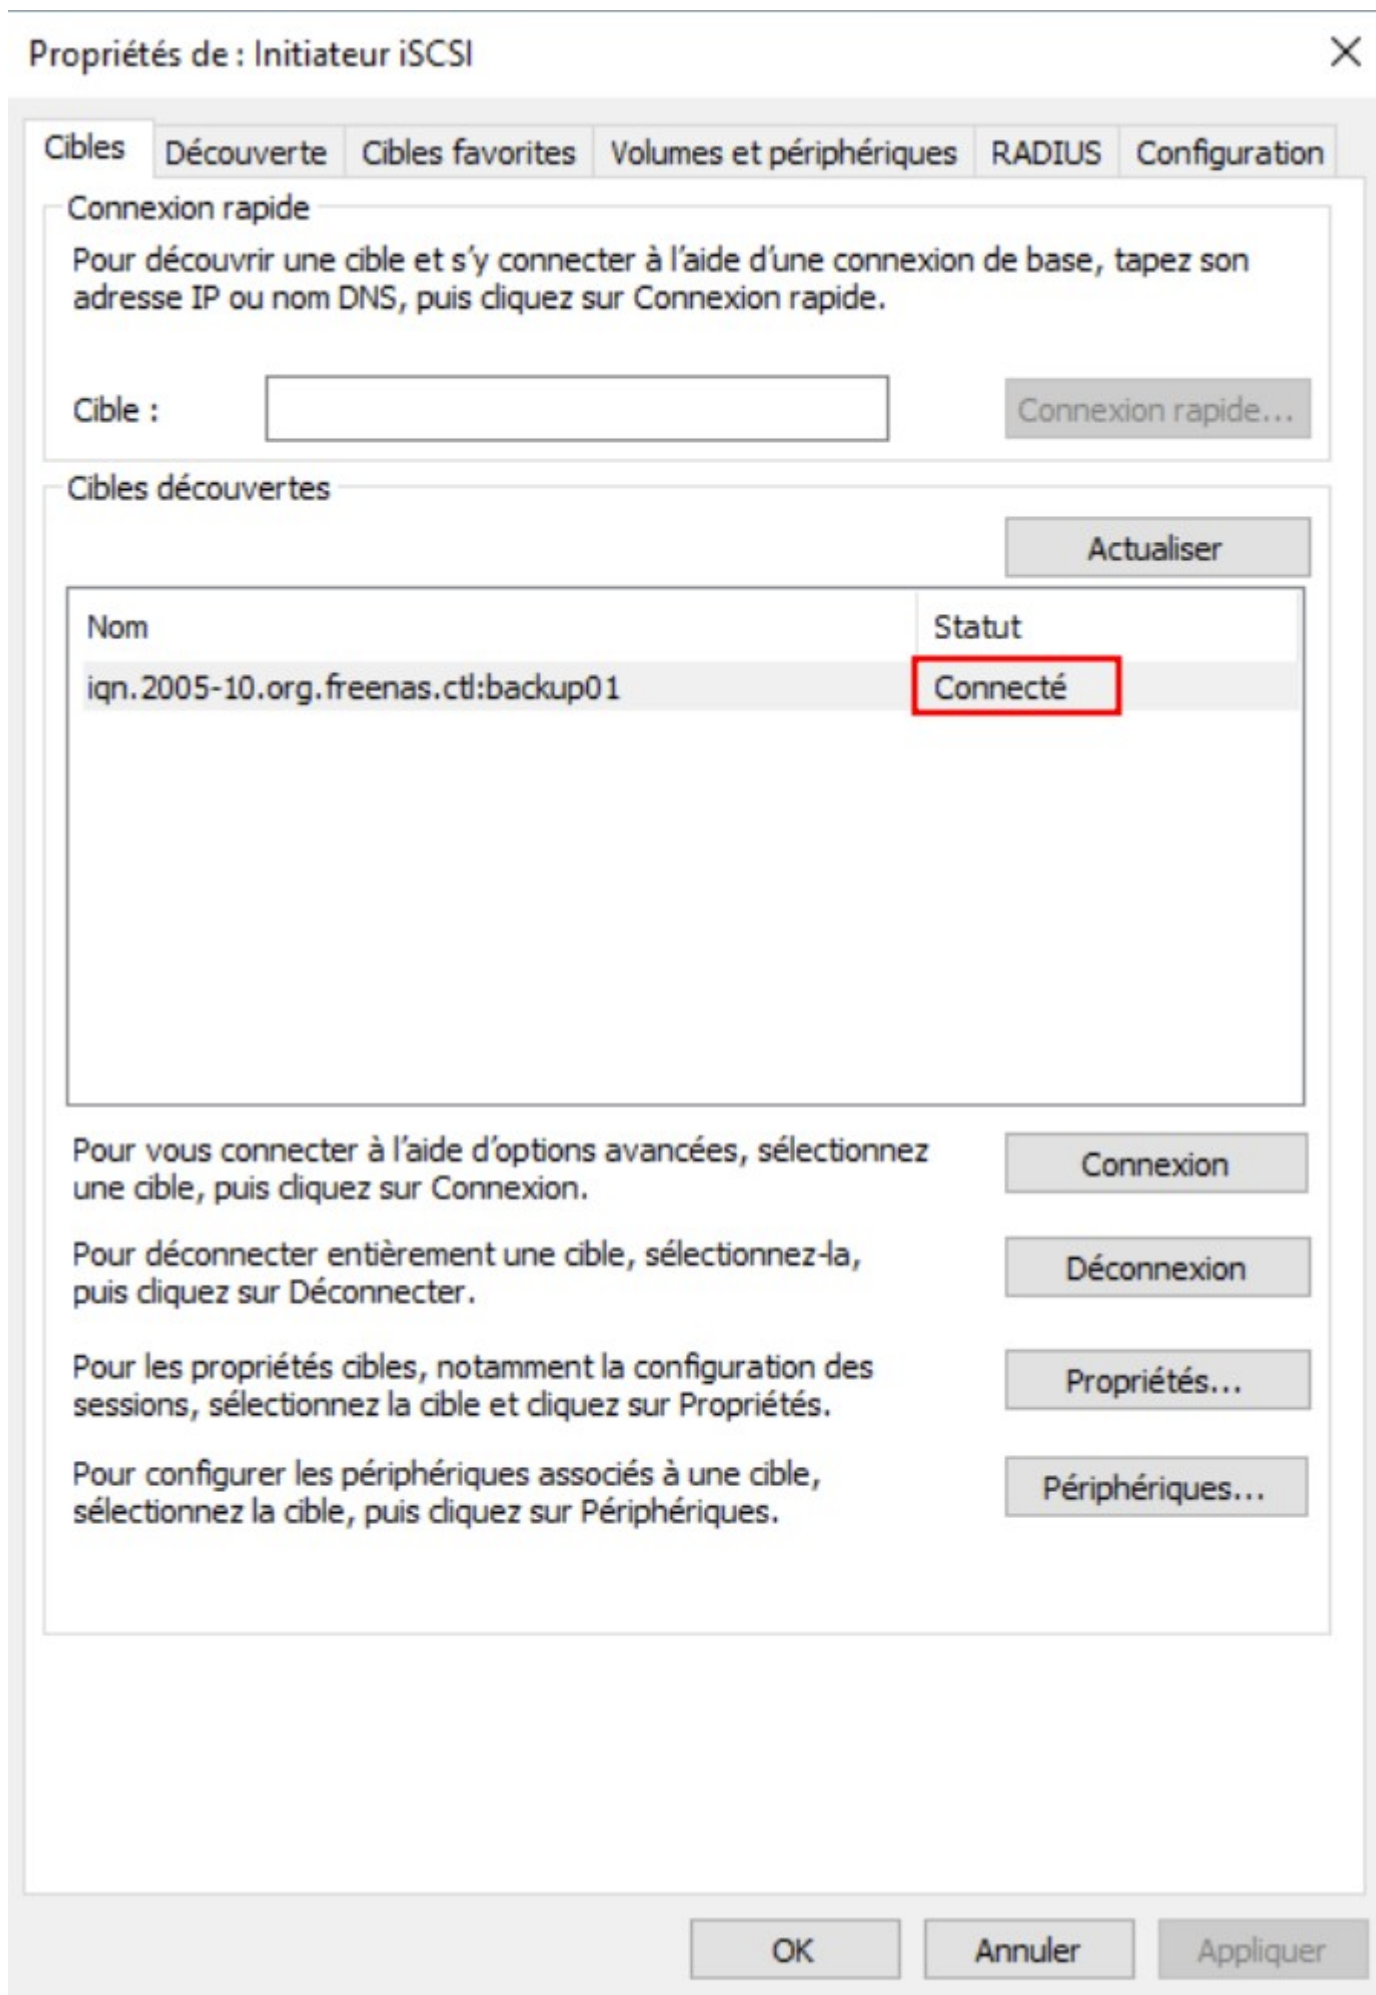 Propriétés de : Initiateur iSCSI
Cibles Découverte Cibles favorites Volumes et périphériques RADIUS Configuration
Connexion rapide
Pour découvrir une cible et s’y connecter à l’aide d’une connexion de base, tapez son
adresse IP ou nom DNS, puis cliquez sur Connexion rapide.
Cible : Connexion rapide...
Cibles découvertes
Actualiser
Nom Statut
iqn.2005-10.org.freenas.ctl:backup01 Connecté
Pour vous connecter à l’aide d’options avancées, sélectionnez
une cible, puis cliquez sur Connexion.
Connexion
Pour déconnecter entièrement une cible, sélectionnez-la,
puis cliquez sur Déconnecter.
Déconnexion
Pour les propriétés cibles, notamment la configuration des
sessions, sélectionnez la cible et cliquez sur Propriétés.
Propriétés...
Pour configurer les périphériques associés à une cible,
sélectionnez la cible, puis cliquez sur Périphériques.
Périphériques...
OK Annuler Appliquer